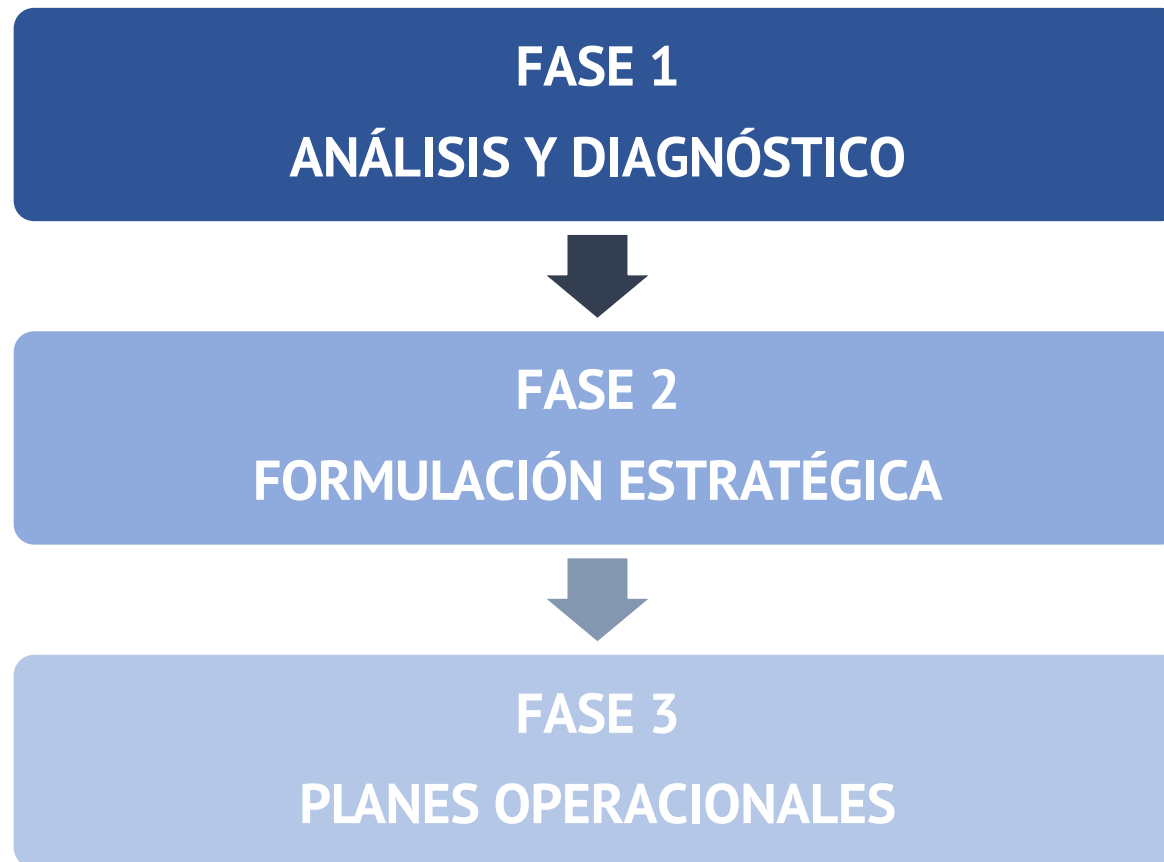 FASE 1
ANÁLISIS Y DIAGNÓSTICO
FASE 2
FORMULACIÓN ESTRATÉGICA
FASE 3
PLANES OPERACIONALES